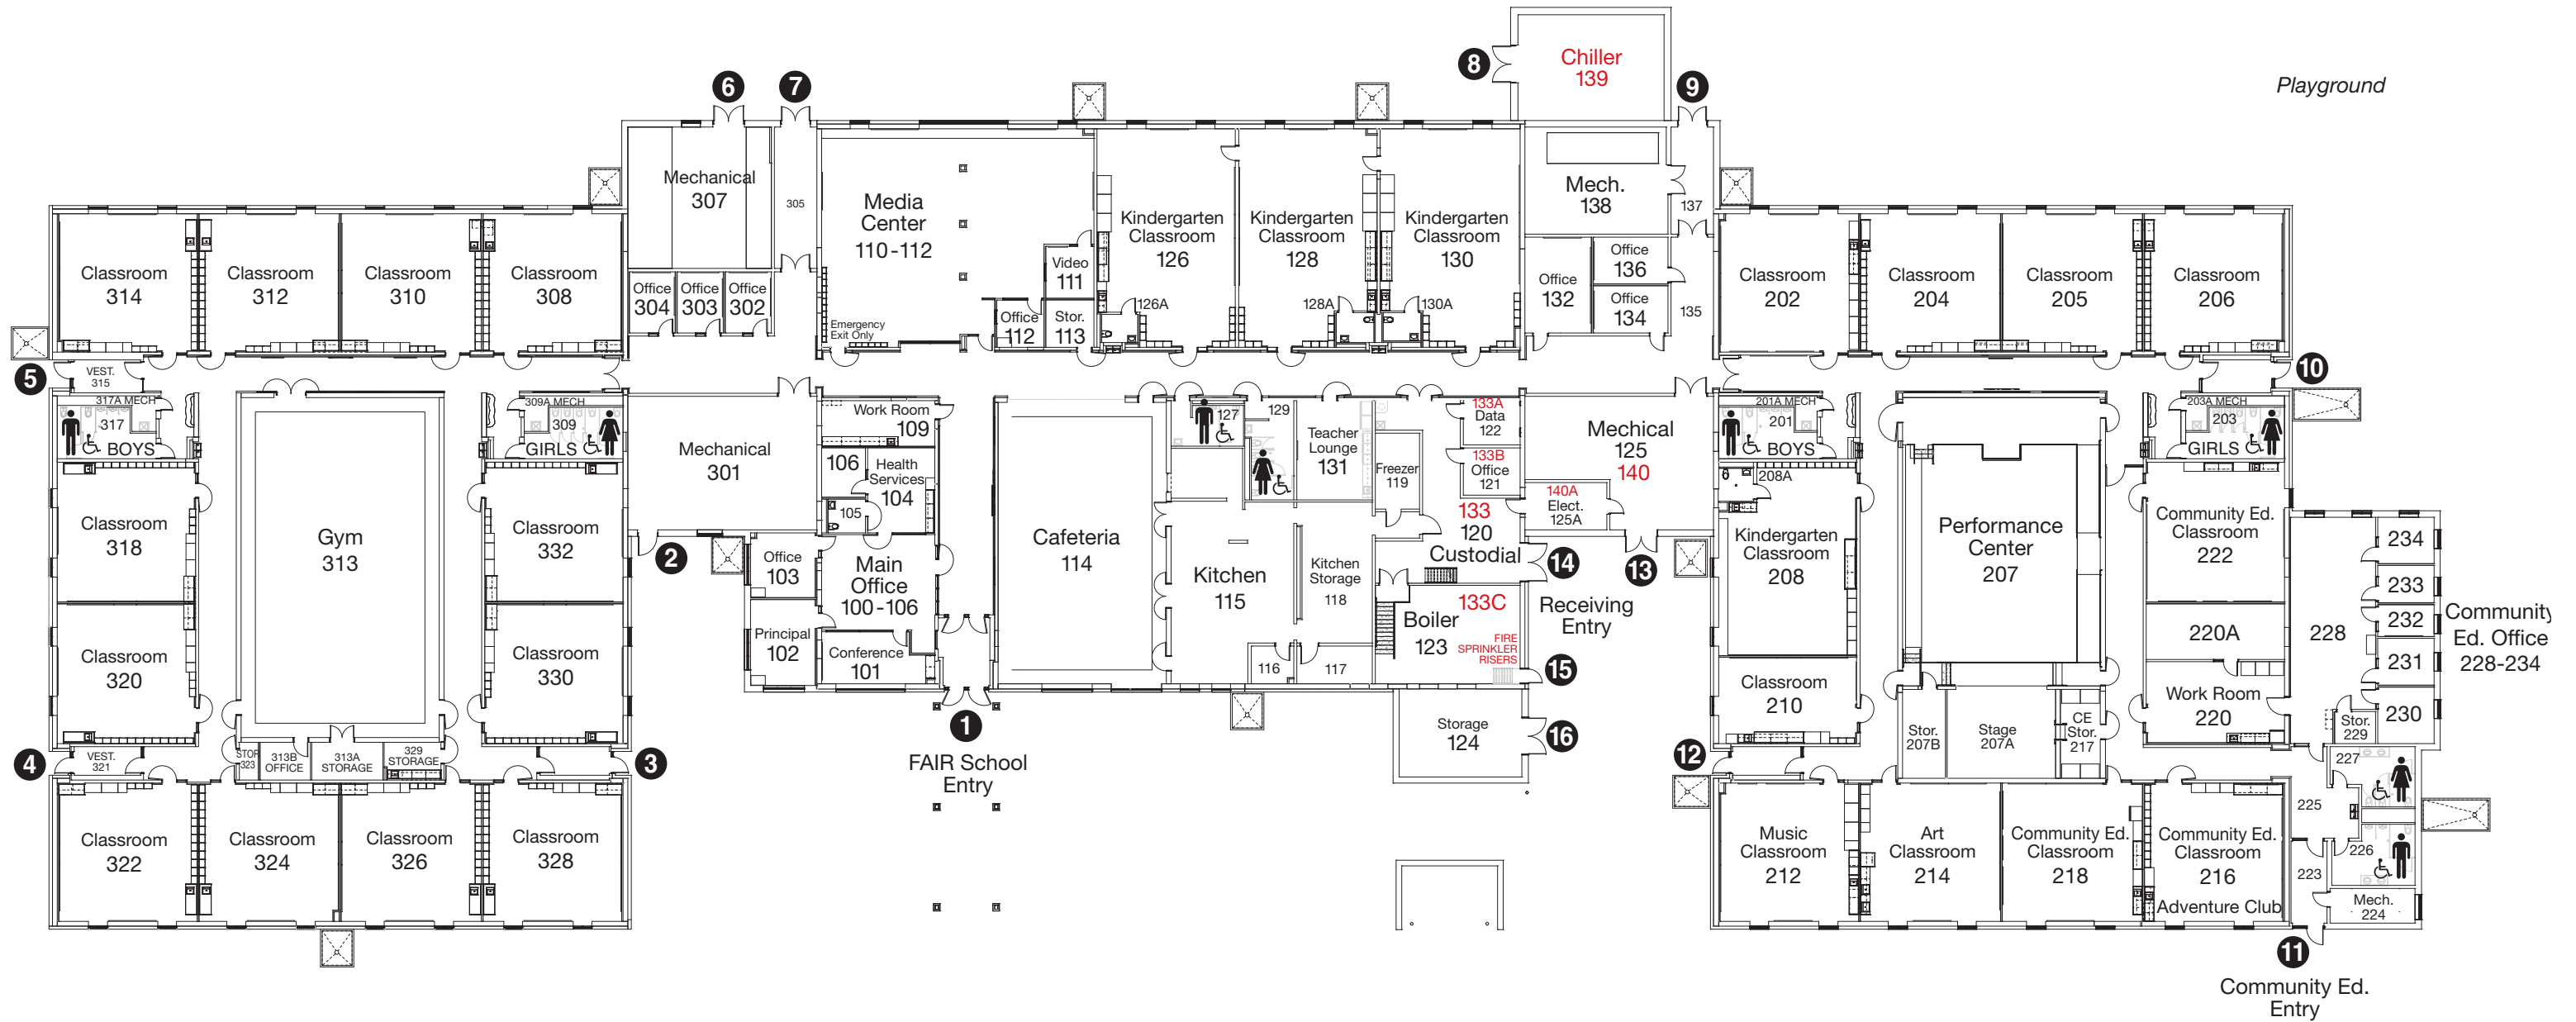 8
Chiller
139
Playground
6
7
9
Mechanical
307
305
Media
Center
110-112
Video
111
Office
112
Stor.
113
Emergency
Exit Only
Kindergarten
Classroom
126
126A
Kindergarten
Classroom
128
128A
Kindergarten
Classroom
130
130A
Mech.
138
137
Office
132
Office
136
Office
134
135
Classroom
314
Classroom
312
Classroom
310
Classroom
308
Office
304
Office
303
Office
302
Classroom
202
Classroom
204
Classroom
205
Classroom
206
5
VEST.
315
10
317A MECH
317
BOYS
309A MECH
309
GIRLS
Mechanical
301
Work Room
109
106
Health
Services
104
105
Office
103
Main
Office
100-106
Principal
102
Conference
101
2
Cafeteria
114
127
129
Teacher
Lounge
131
Freezer
119
133A
Data
122
133B
Office
121
133
120
Custodial
Kitchen
115
Kitchen
Storage
118
116
117
Boiler
123
133C
FIRE
SPRINKLER
RISERS
Mechical
125
140
140A
Elect.
125A
14
13
Receiving
Entry
15
Storage
124
16
201A MECH
201
BOYS
203A MECH
203
GIRLS
208A
Kindergarten
Classroom
208
Classroom
210
Performance
Center
207
Stor.
207B
Stage
207A
CE
Stor.
217
Community Ed.
Classroom
222
220A
Work Room
220
228
234
233
232
231
230
Stor.
229
Community
Ed. Office
228-234
Classroom
318
Gym
313
Classroom
332
Classroom
320
Classroom
330
4
VEST.
321
STOR
323
313B
OFFICE
313A
STORAGE
329
STORAGE
3
1
FAIR School
Entry
12
Classroom
322
Classroom
324
Classroom
326
Classroom
328
Music
Classroom
212
Art
Classroom
214
Community Ed.
Classroom
218
Community Ed.
Classroom
216
Adventure Club
227
225
226
223
Mech.
224
11
Community Ed.
Entry